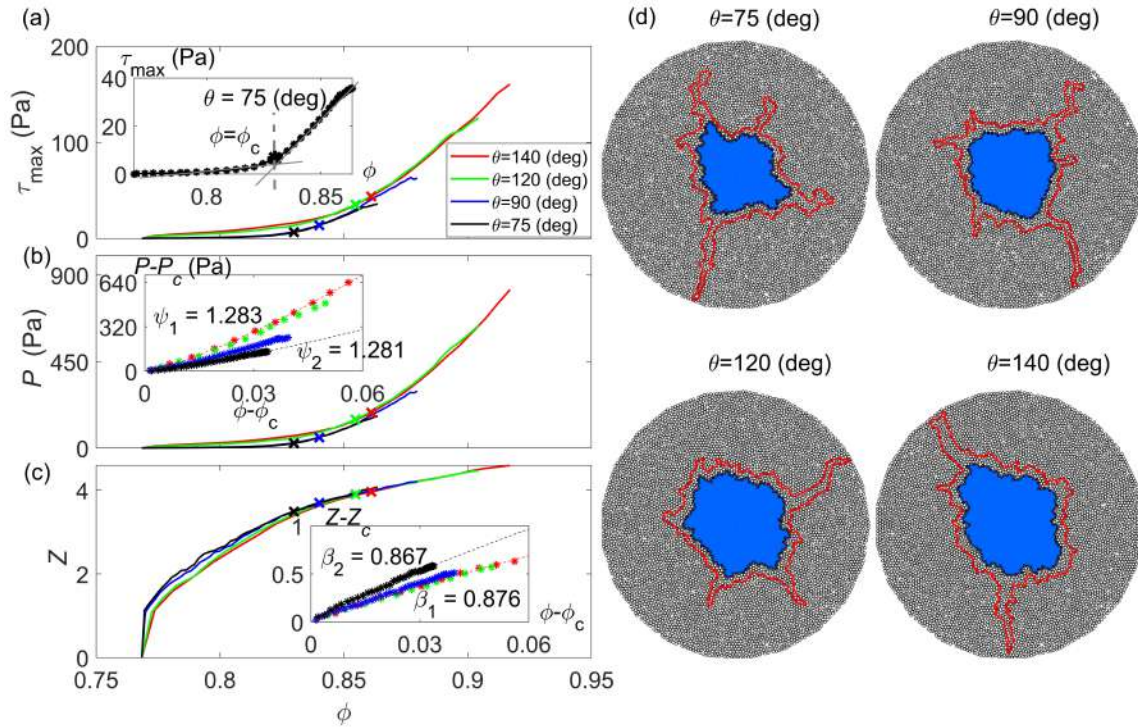 (a)
200
τmax (Pa)
40
θ = 75 (deg)
150
20
ϕ=ϕc
100
0
0.8
0.85
ϕ
τmax (Pa)
50
0
θ=140 (deg)
θ=120 (deg)
θ=90 (deg)
θ=75 (deg)
(b)
900
P-Pc (Pa)
640
ψ1 = 1.283
320
ψ2 = 1.281
0
0
0.03
0.06
ϕ-ϕc
P (Pa)
450
0
(c)
4
1
Z-Zc
β2 = 0.867
0.5
β1 = 0.876
0
0
0.03
0.06
ϕ-ϕc
Z
2
0
0.75
0.8
0.85
0.9
0.95
ϕ
(d)
θ=75 (deg)
θ=90 (deg)
θ=120 (deg)
θ=140 (deg)